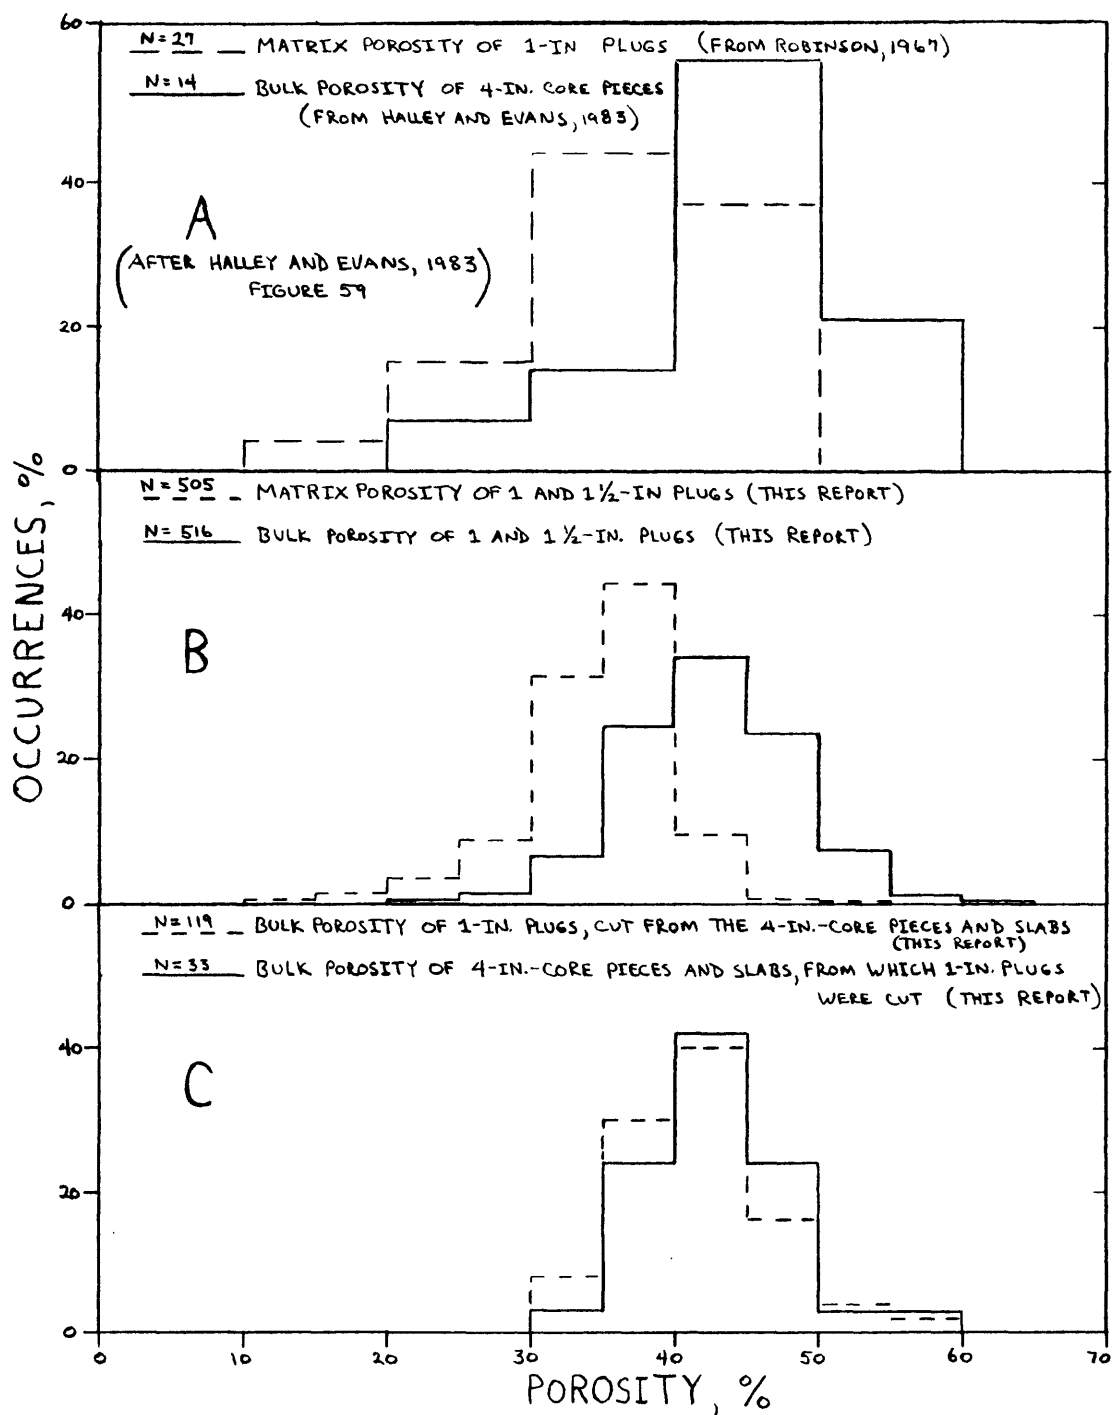 60
N=27 MATRIX POROSITY OF 1-IN PLUGS (FROM ROBINSON, 1967)
N=14 BULK POROSITY OF 4-IN. CORE PIECES
(FROM HALLEY AND EVANS, 1983)
40
A
(AFTER HALLEY AND EVANS, 1983)
FIGURE 59
20
0
N=505 MATRIX POROSITY OF 1 AND 1 1/2-IN PLUGS (THIS REPORT)
N=516 BULK POROSITY OF 1 AND 1 1/2-IN. PLUGS (THIS REPORT)
40
B
20
0
OCCURRENCES, %
N=119 BULK POROSITY OF 1-IN. PLUGS, CUT FROM THE 4-IN.-CORE PIECES AND SLABS
(THIS REPORT)
N=33 BULK POROSITY OF 4-IN.-CORE PIECES AND SLABS, FROM WHICH 1-IN. PLUGS
WERE CUT (THIS REPORT)
40
C
20
0
0 10 20 30 40 50 60 70
POROSITY, %